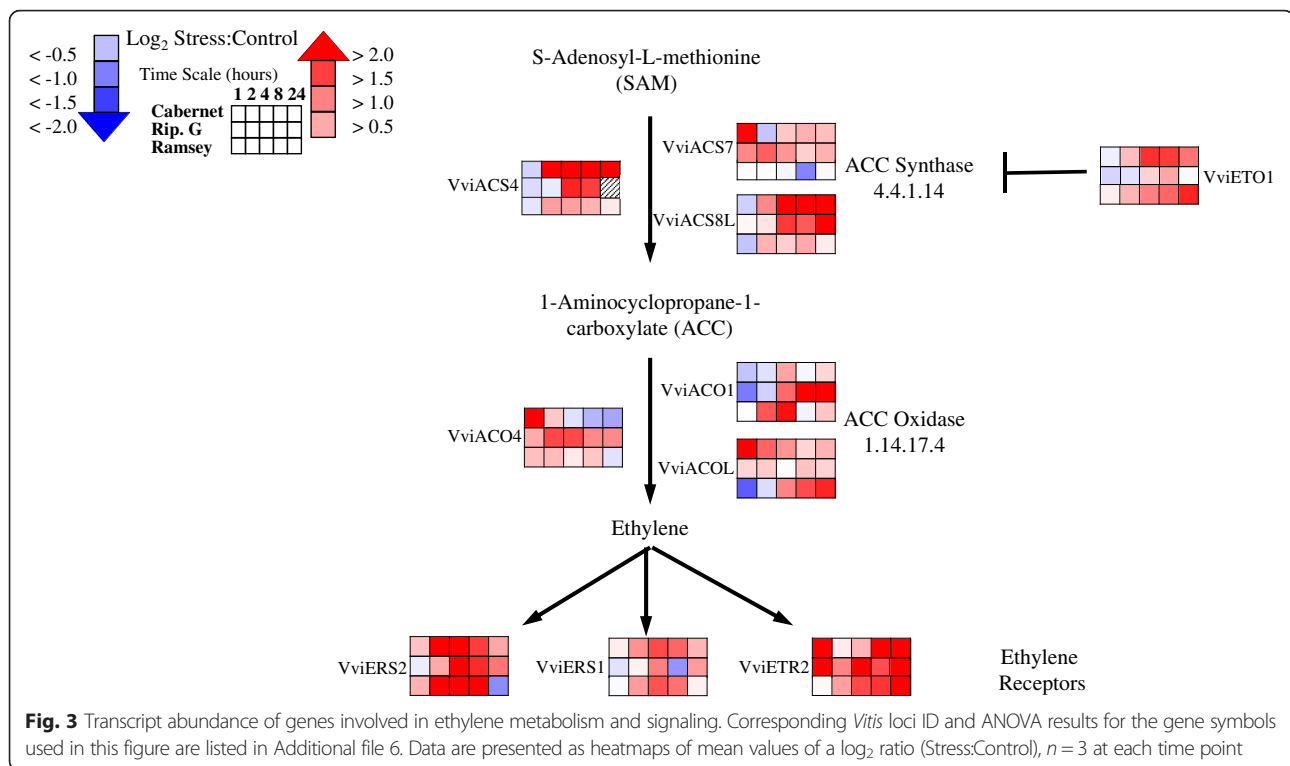 Log2 Stress:Control
< -0.5
< -1.0
< -1.5
< -2.0
Time Scale (hours)
1 2 4 8 24
Cabernet
Rip. G
Ramsey
> 2.0
> 1.5
> 1.0
> 0.5
S-Adenosyl-L-methionine
(SAM)
VviACS4
VviACS7
VviACS8L
ACC Synthase
4.4.1.14
VviETO1
1-Aminocyclopropane-1-
carboxylate (ACC)
VviACO4
VviACO1
VviACOL
ACC Oxidase
1.14.17.4
Ethylene
VviERS2
VviERS1
VviETR2
Ethylene
Receptors
Fig. 3 Transcript abundance of genes involved in ethylene metabolism and signaling. Corresponding Vitis loci ID and ANOVA results for the gene symbols
used in this figure are listed in Additional file 6. Data are presented as heatmaps of mean values of a log2 ratio (Stress:Control), n = 3 at each time point